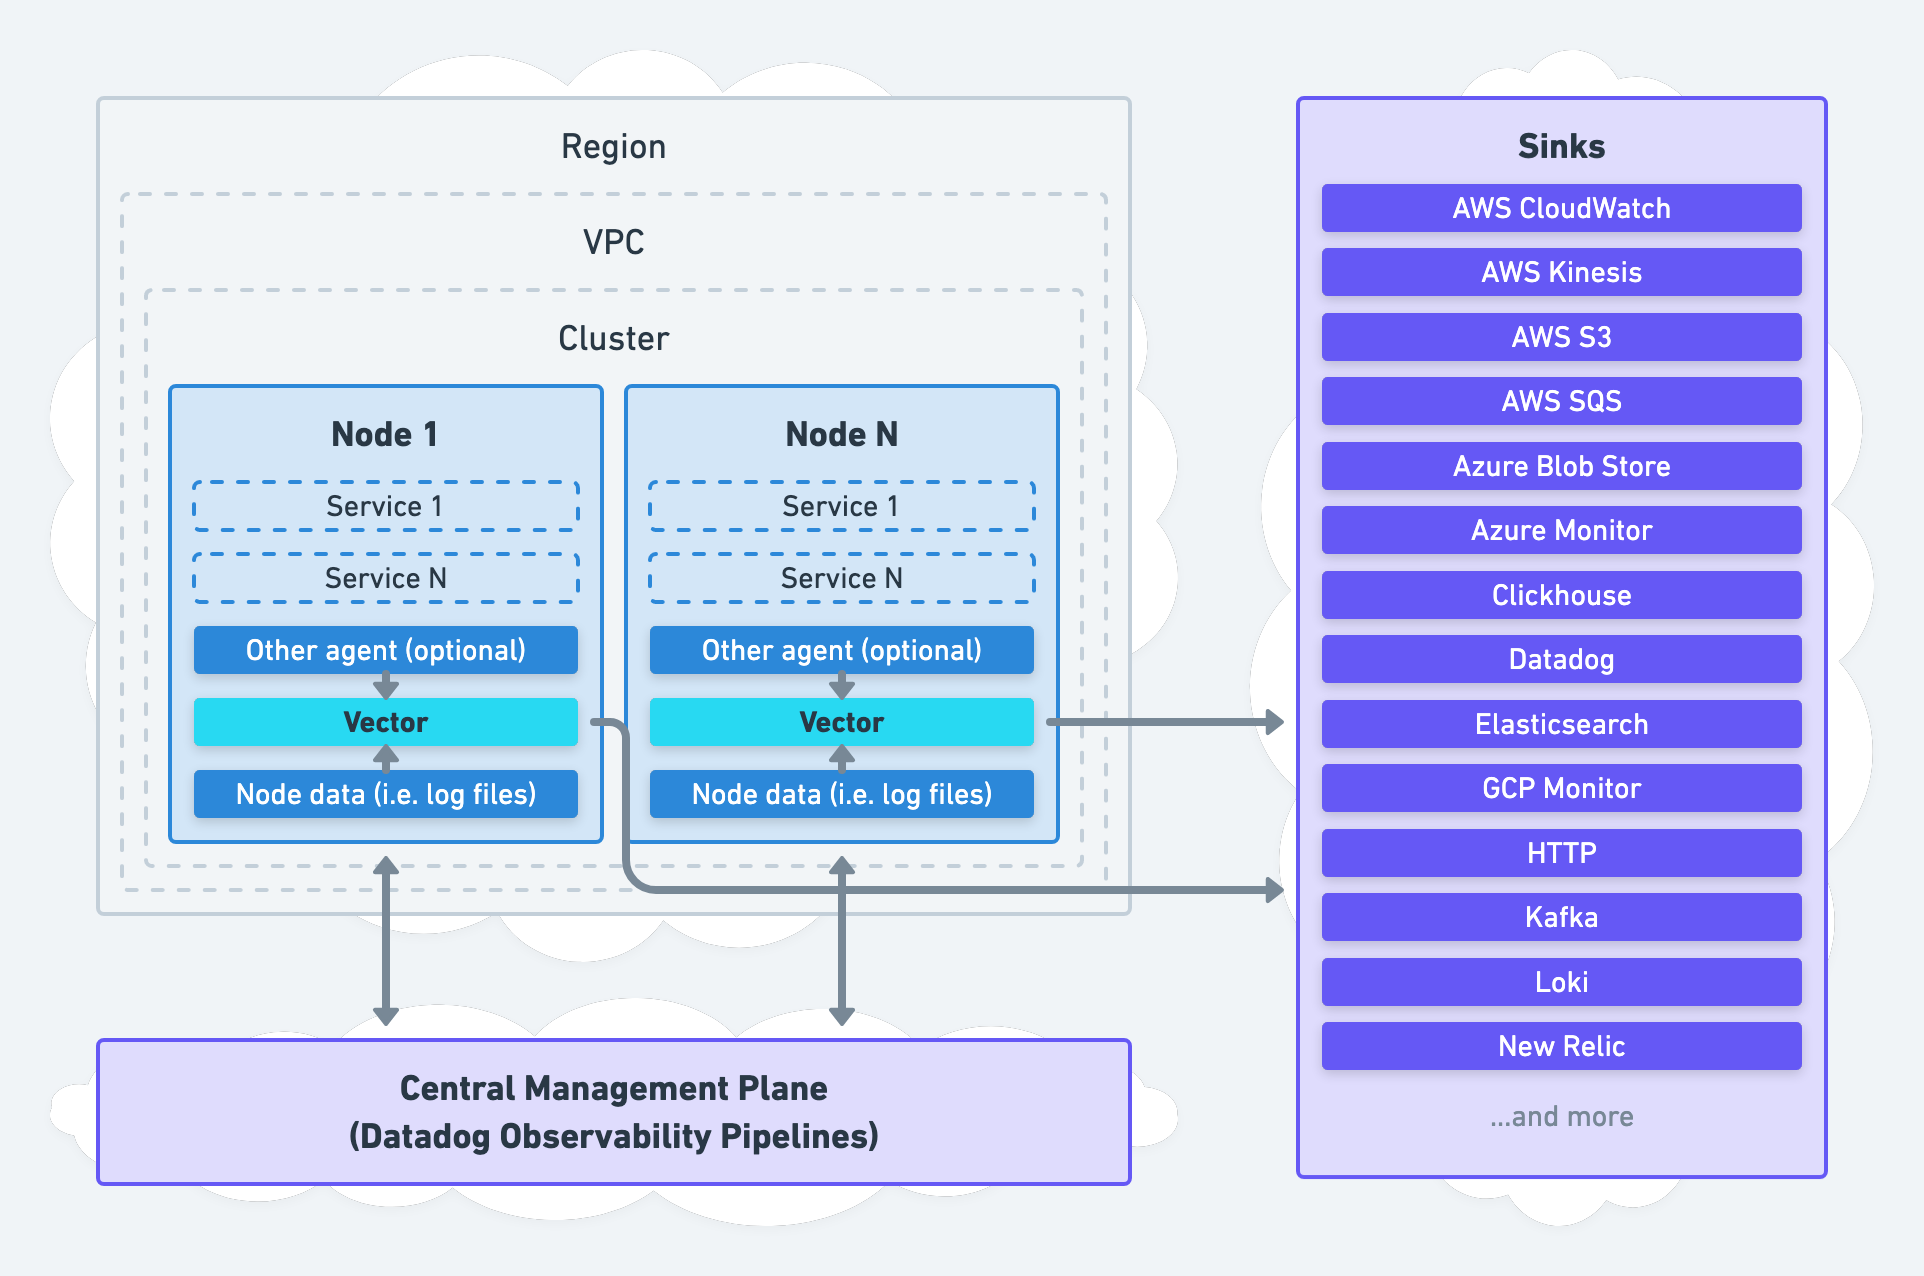 Region
VPC
Cluster
Node 1
Service 1
Service N
Other agent (optional)
Vector
Node data (i.e. log files)
Node N
Service 1
Service N
Other agent (optional)
Vector
Node data (i.e. log files)
Central Management Plane
(Datadog Observability Pipelines)
Sinks
AWS CloudWatch
AWS Kinesis
AWS S3
AWS SQS
Azure Blob Store
Azure Monitor
Clickhouse
Datadog
Elasticsearch
GCP Monitor
HTTP
Kafka
Loki
New Relic
...and more